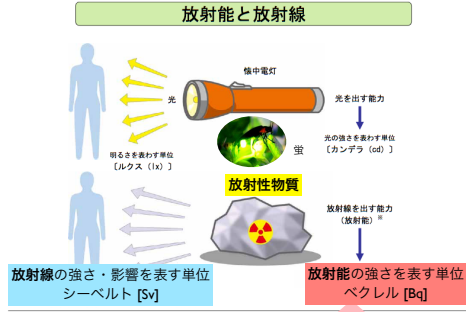 放射能と放射線
懐中電灯
光
光を出す能力
蛍
光の強さを表わす単位
〔カンデラ（cd）〕
明るさを表わす単位
〔ルクス（lx）〕
放射性物質
放射線を出す能力
（放射能）※
放射線の強さ・影響を表す単位
シーベルト [Sv]
放射能の強さを表す単位
ベクレル [Bq]